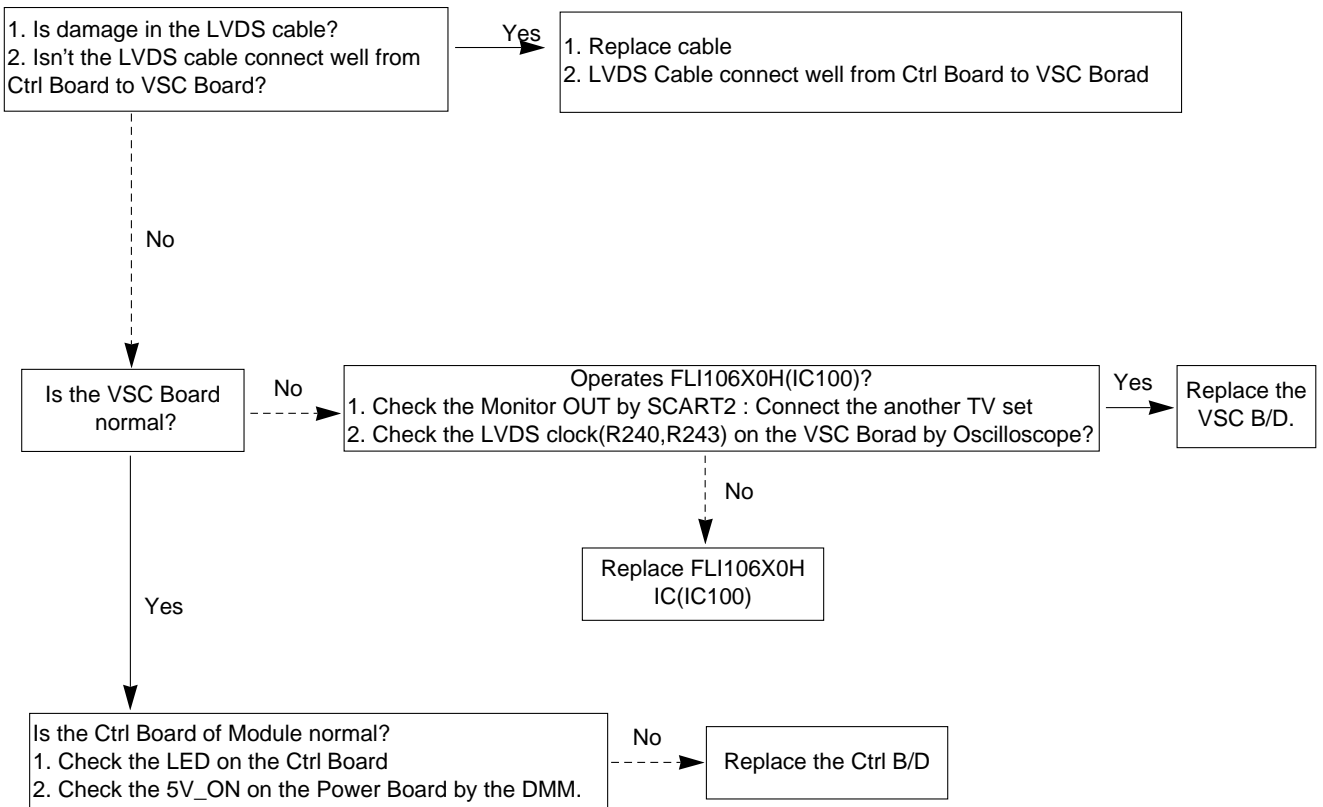 1. Is damage in the LVDS cable?
2. Isn't the LVDS cable connect well from
Ctrl Board to VSC Board?
Yes
1. Replace cable
2. LVDS Cable connect well from Ctrl Board to VSC Borad
No
Is the VSC Board
normal?
No
Operates FLI106X0H(IC100)?
1. Check the Monitor OUT by SCART2 : Connect the another TV set
2. Check the LVDS clock(R240,R243) on the VSC Borad by Oscilloscope?
Yes
Replace the
VSC B/D.
No
Replace FLI106X0H
IC(IC100)
Yes
Is the Ctrl Board of Module normal?
1. Check the LED on the Ctrl Board
2. Check the 5V_ON on the Power Board by the DMM.
No
Replace the Ctrl B/D